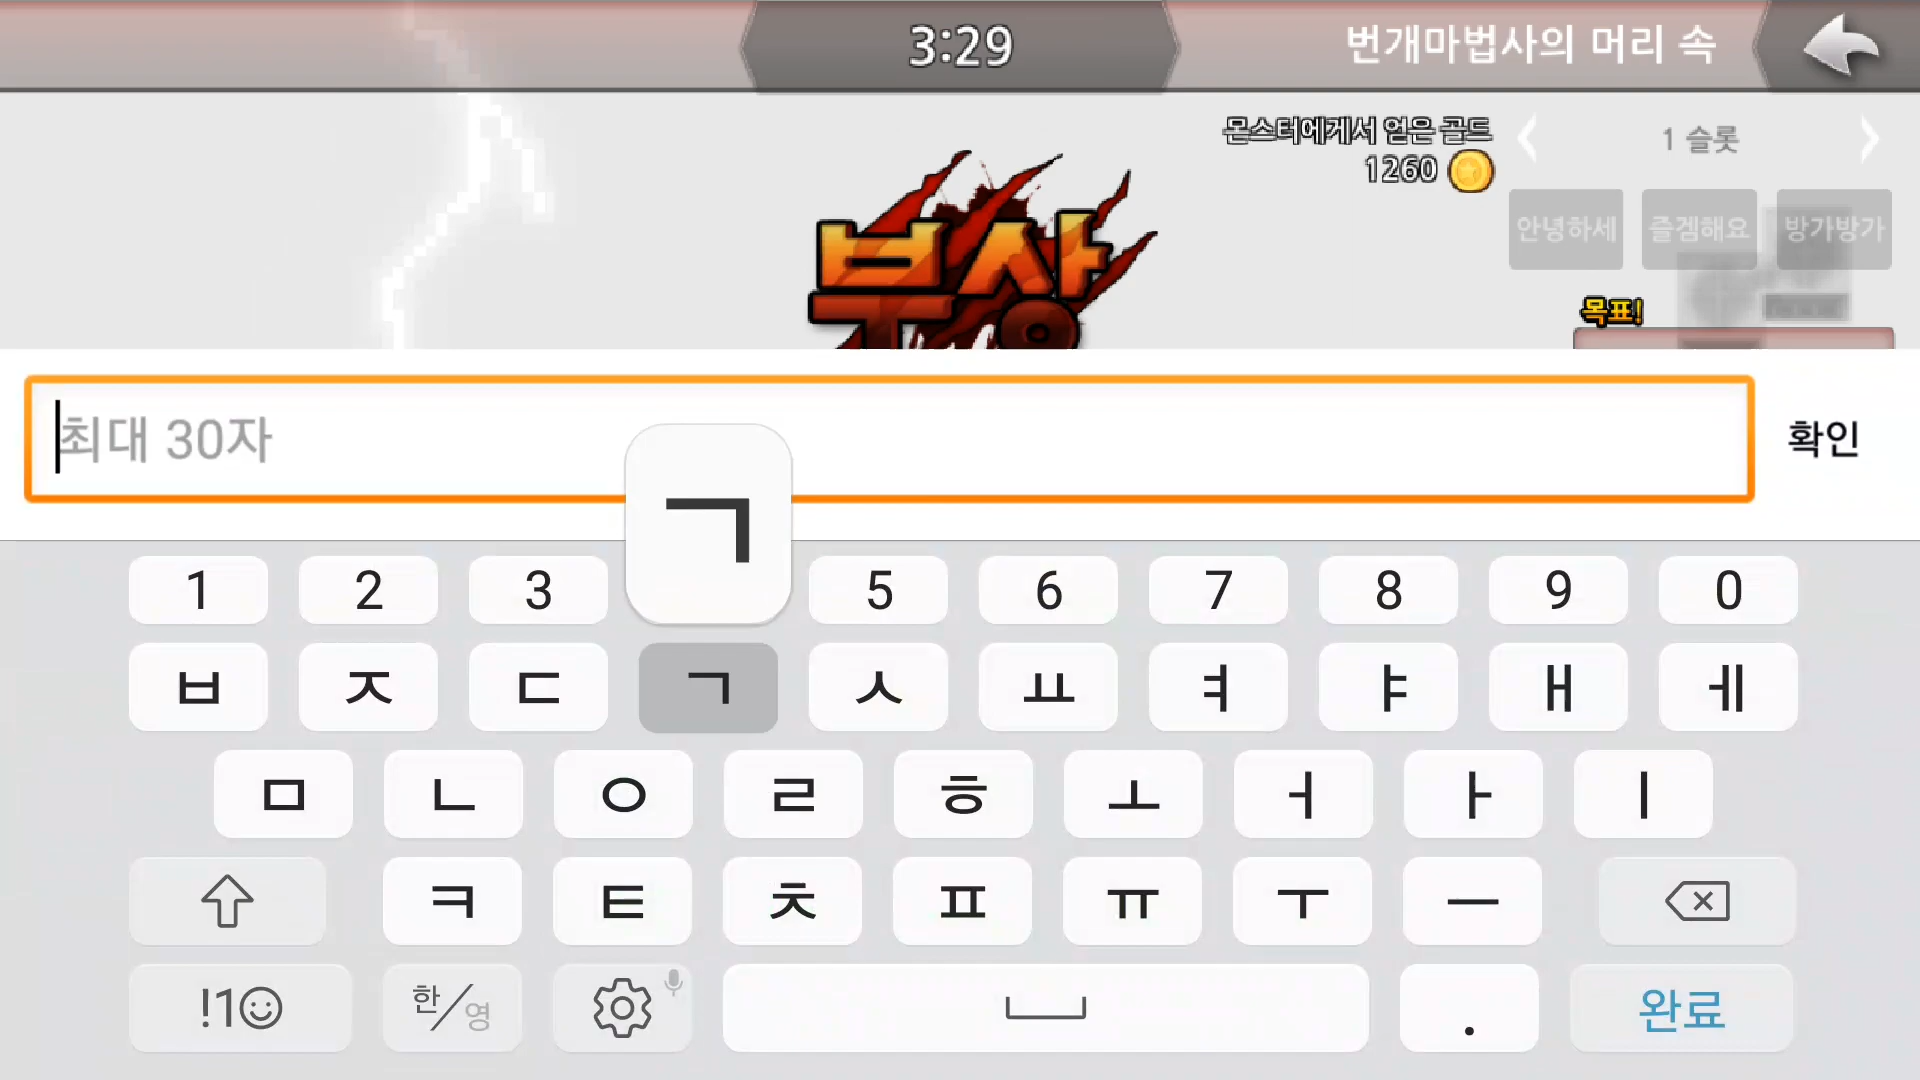 3:29
번개마법사의 머리 속
몬스터에게서 얻은 골드
1260
1 슬롯
안녕하세
즐겜해요
방가방가
부상
목표!
최대 30자
확인
ㄱ
1 2 3 5 6 7 8 9 0
ㅂ ㅈ ㄷ ㄱ ㅅ ㅛ ㅕ ㅑ ㅐ ㅔ
ㅁ ㄴ ㅇ ㄹ ㅎ ㅗ ㅓ ㅏ ㅣ
ㅋ ㅌ ㅊ ㅍ ㅠ ㅜ ㅡ
!1☺ 한/영 . 완료